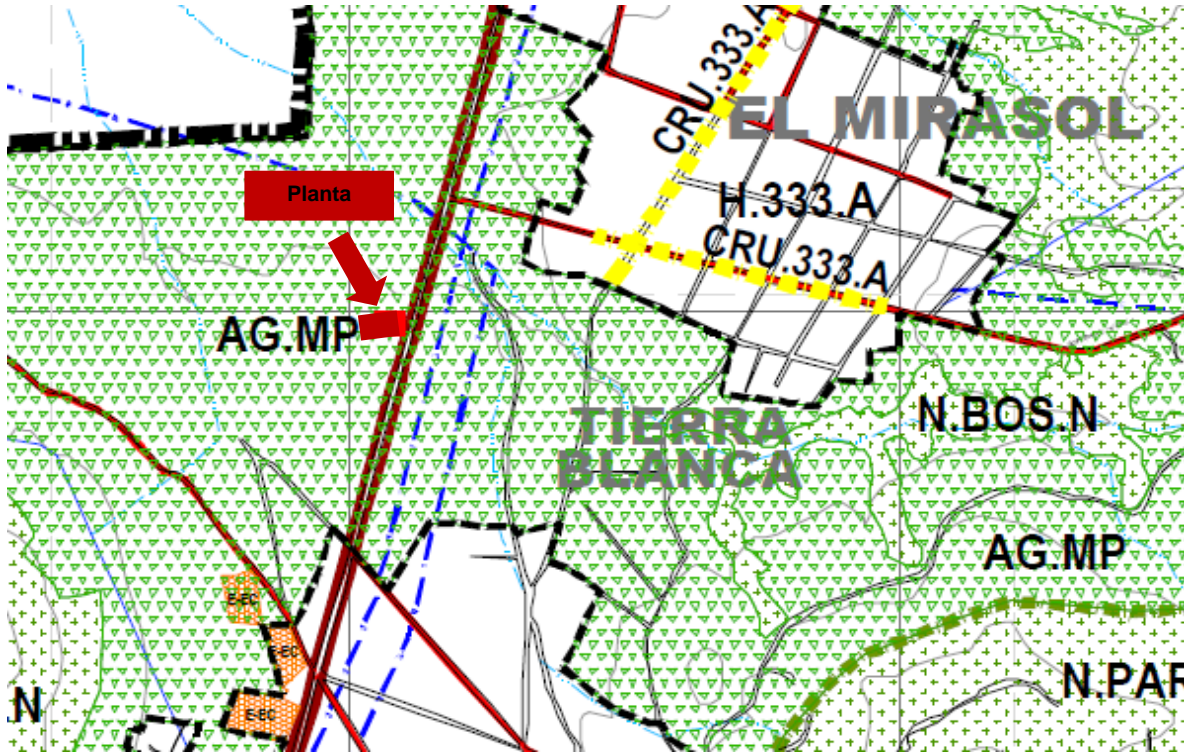 CRU.333.A
EL MIRASOL
Planta
H.333.A
CRU.333.A
AG.MP
TIERRA
BLANCA
N.BOS.N
AG.MP
E-EC
E-EC
N.PAR
N
E-EC